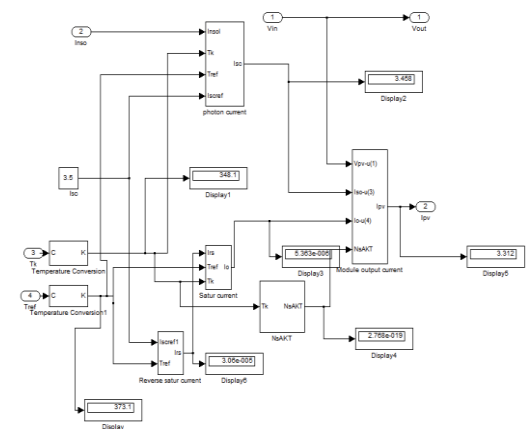 1
Vin
1
Vout
2
Inso
Insol
Tk
Tref
Iscref
Isc
photon current
3.468
Display2
3.5
Isc
348.1
Display1
Vpv-u(1)
Iso-u(3)
Io-u(4)
NsAKT
Ipv
Module output current
2
Ipv
3
Tk
C
K
Temperature Conversion
4
Tref
C
K
Temperature Conversion1
Irs
Tref
Tk
Io
Satur current
5.363e-006
Display3
3.312
Display5
Tk
NsAKT
NsAKT
2.768e-019
Display4
Iscref1
Tref
Irs
Reverse satur current
3.06e-005
Display6
373.1
Display